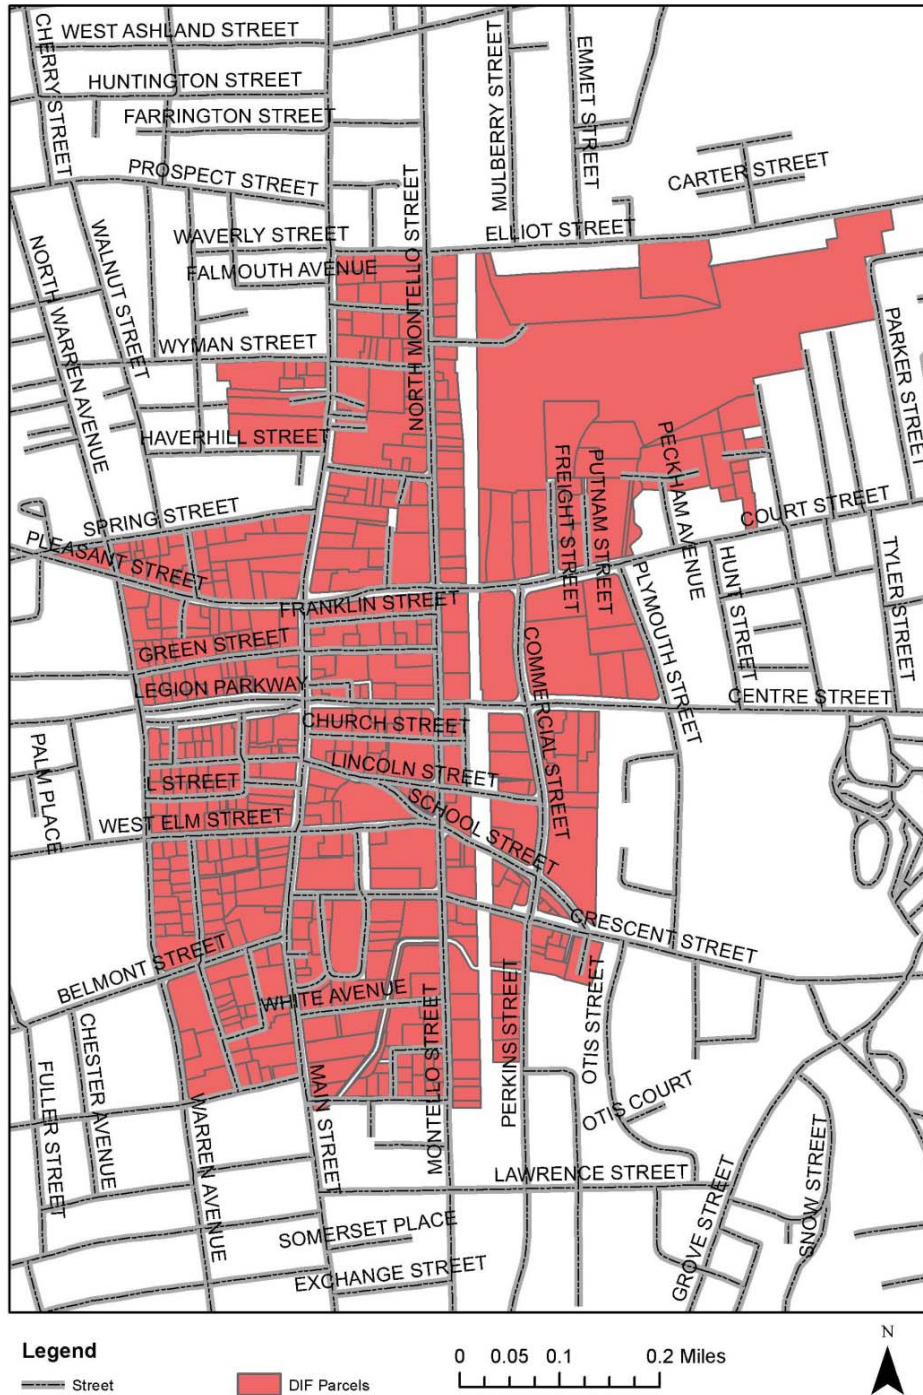 WEST ASHLAND STREET
CHERRY STREET
HUNTINGTON STREET
FARRINGTON STREET
MULBERRY STREET
EMMET STREET
CARTER STREET
PROSPECT STREET
NORTH MONTELLO STREET
ELLIOT STREET
WAVERLY STREET
FALMOUTH AVENUE
NORTH WARREN AVENUE
WALNUT STREET
WYMAN STREET
PARKER STREET
HAVERHILL STREET
FREIGHT STREET
PUTNAM STREET
PECKHAM AVENUE
COURT STREET
SPRING STREET
PLEASANT STREET
FRANKLIN STREET
PLYMOUTH STREET
HUNT STREET
TYLER STREET
GREEN STREET
COMMERCIAL STREET
LEGION PARKWAY
CENTRE STREET
CHURCH STREET
PALM PLACE
L STREET
LINCOLN STREET
SCHOOL STREET
WEST ELM STREET
CRESCENT STREET
BELMONT STREET
WHITE AVENUE
MONTELLO STREET
PERKINS STREET
OTIS STREET
OTIS COURT
FULLER STREET
CHESTER AVENUE
WARREN AVENUE
MAIN STREET
LAWRENCE STREET
GROVE STREET
SNOW STREET
SOMERSET PLACE
EXCHANGE STREET
Legend
Street
DIF Parcels
0 0.05 0.1 0.2 Miles
N